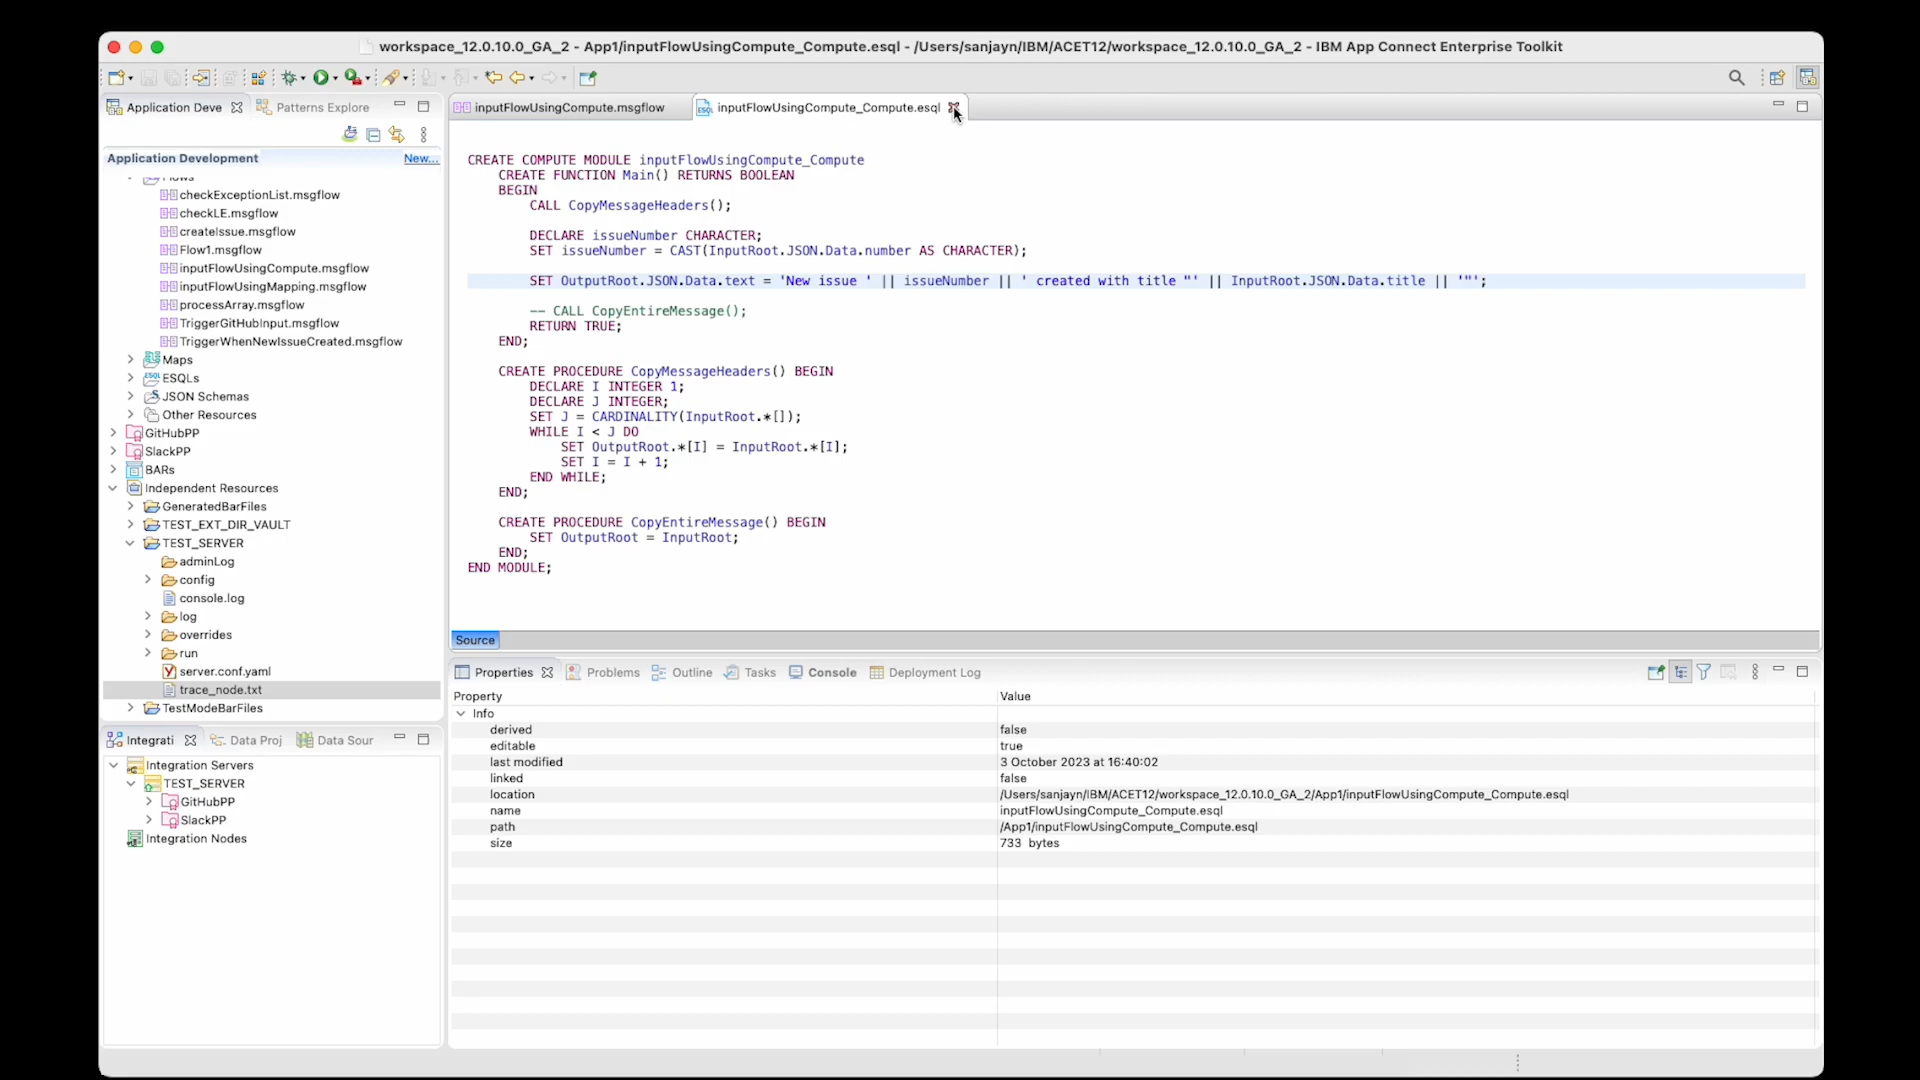 workspace_12.0.10.0_GA_2 - App1/inputFlowUsingCompute_Compute.esql - /Users/sanjayn/IBM/ACET12/workspace_12.0.10.0_GA_2 - IBM App Connect Enterprise Toolkit
Application Deve
Patterns Explore
Application Development
New...
Flows
checkExceptionList.msgflow
checkLE.msgflow
createIssue.msgflow
Flow1.msgflow
inputFlowUsingCompute.msgflow
inputFlowUsingMapping.msgflow
processArray.msgflow
TriggerGitHubInput.msgflow
TriggerWhenNewIssueCreated.msgflow
Maps
ESQLs
JSON Schemas
Other Resources
GitHubPP
SlackPP
BARs
Independent Resources
GeneratedBarFiles
TEST_EXT_DIR_VAULT
TEST_SERVER
adminLog
config
console.log
log
overrides
run
server.conf.yaml
trace_node.txt
TestModeBarFiles
Integrati
Data Proj
Data Sour
Integration Servers
TEST_SERVER
GitHubPP
SlackPP
Integration Nodes
inputFlowUsingCompute.msgflow
inputFlowUsingCompute_Compute.esql
CREATE COMPUTE MODULE inputFlowUsingCompute_Compute
CREATE FUNCTION Main() RETURNS BOOLEAN
BEGIN
CALL CopyMessageHeaders();
DECLARE issueNumber CHARACTER;
SET issueNumber = CAST(InputRoot.JSON.Data.number AS CHARACTER);
SET OutputRoot.JSON.Data.text = 'New issue ' || issueNumber || ' created with title "' || InputRoot.JSON.Data.title || '"';
-- CALL CopyEntireMessage();
RETURN TRUE;
END;
CREATE PROCEDURE CopyMessageHeaders() BEGIN
DECLARE I INTEGER 1;
DECLARE J INTEGER;
SET J = CARDINALITY(InputRoot.*[]);
WHILE I < J DO
SET OutputRoot.*[I] = InputRoot.*[I];
SET I = I + 1;
END WHILE;
END;
CREATE PROCEDURE CopyEntireMessage() BEGIN
SET OutputRoot = InputRoot;
END;
END MODULE;
Source
Properties
Problems
Outline
Tasks
Console
Deployment Log
Property Value
Info
derived false
editable true
last modified 3 October 2023 at 16:40:02
linked false
location /Users/sanjayn/IBM/ACET12/workspace_12.0.10.0_GA_2/App1/inputFlowUsingCompute_Compute.esql
name inputFlowUsingCompute_Compute.esql
path /App1/inputFlowUsingCompute_Compute.esql
size 733 bytes